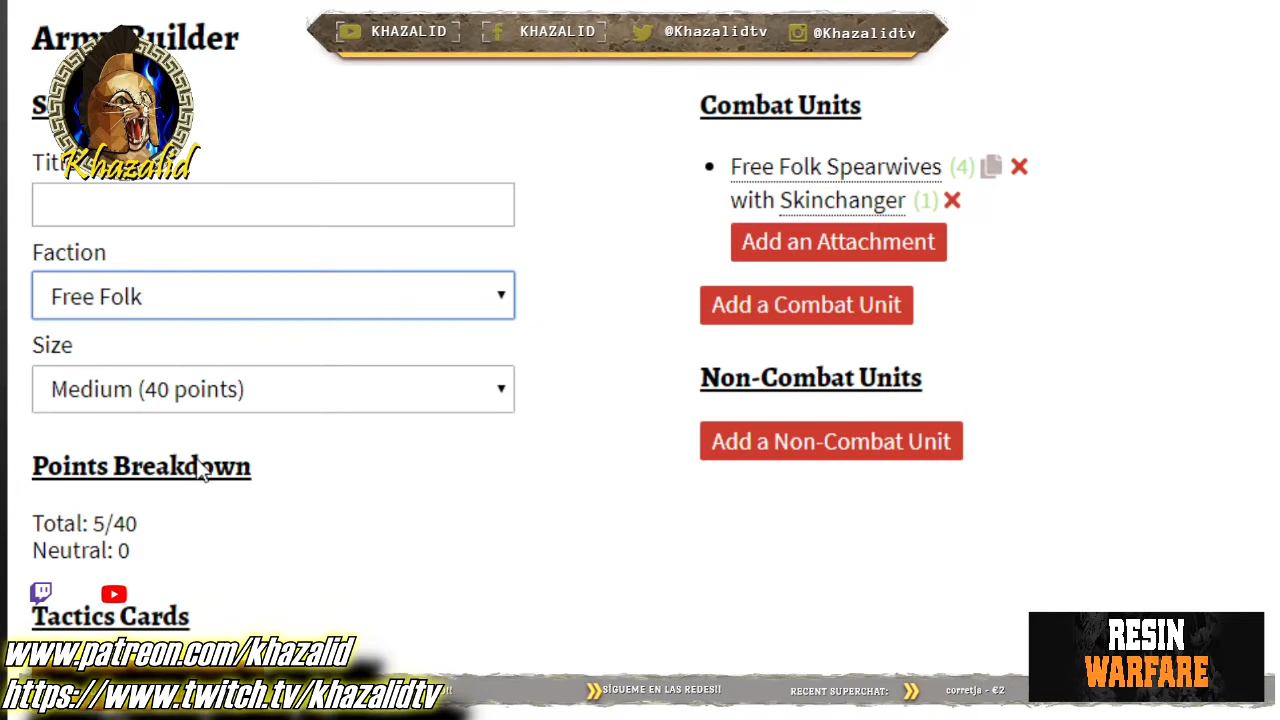 KHAZALID
KHAZALID
@Khazalidtv
@Khazalidtv
Army Builder
Khazalid
Title
Faction
Free Folk
Size
Medium (40 points)
Points Breakdown
Total: 5/40
Neutral: 0
Tactics Cards
Combat Units
Free Folk Spearwives (4)
with Skinchanger (1)
Add an Attachment
Add a Combat Unit
Non-Combat Units
Add a Non-Combat Unit
RESIN
WARFARE
www.patreon.com/khazalid
https://www.twitch.tv/khazalidtv
SÍGUEME EN LAS REDES!! RECENT SUPERCHAT: corretja - €2